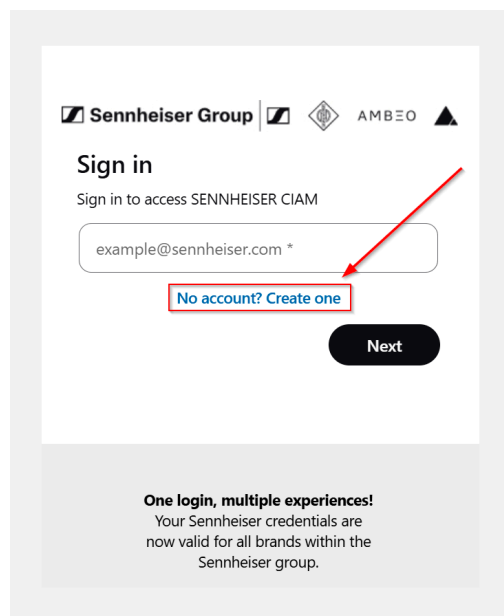 Sennheiser Group AMBEO
Sign in
Sign in to access SENNHEISER CIAM
example@sennheiser.com *
No account? Create one
Next
One login, multiple experiences!
Your Sennheiser credentials are
now valid for all brands within the
Sennheiser group.